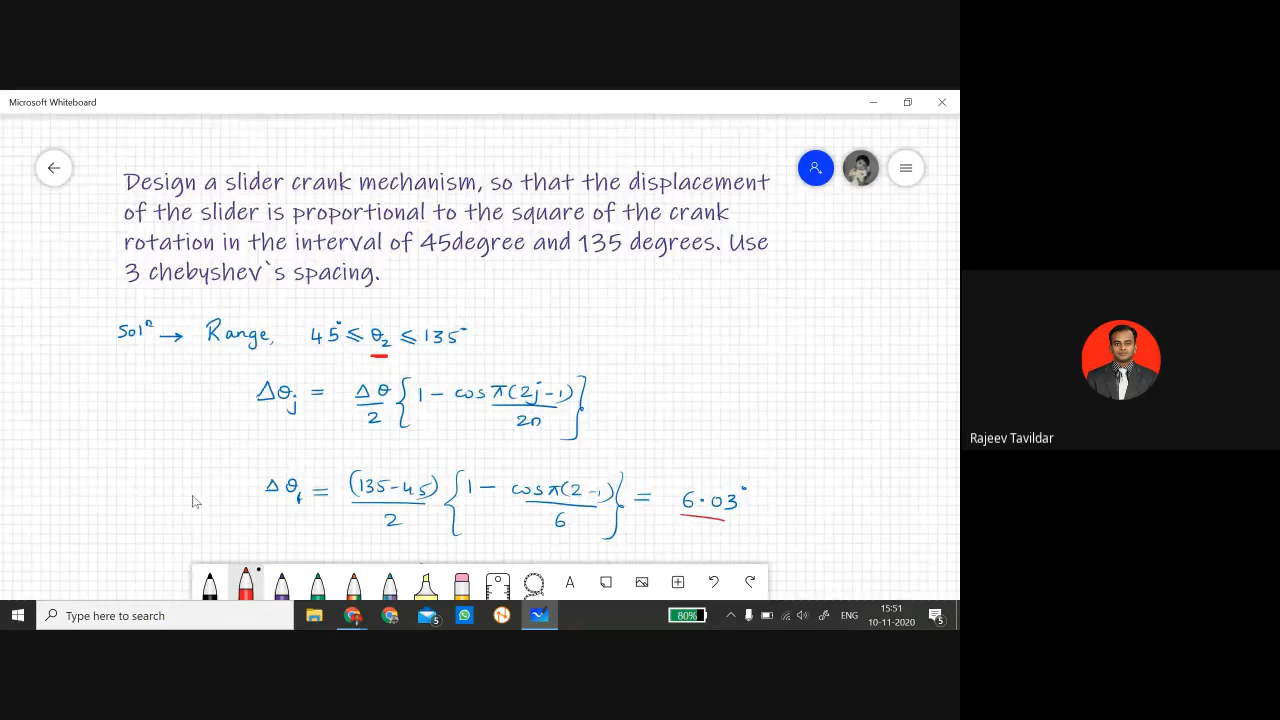 Microsoft Whiteboard
Design a slider crank mechanism, so that the displacement
of the slider is proportional to the square of the crank
rotation in the interval of 45degree and 135 degrees. Use
3 chebyshev`s spacing.
Solⁿ → Range, 45° ≤ θ₂ ≤ 135°
Δθj = Δθ/2 { 1 - cos π(2j-1)/2n }
Δθ₁ = (135-45)/2 { 1 - cos π(2-1)/6 } = 6.03°
Rajeev Tavildar
A
Type here to search
5
80%
ENG
15:51
10-11-2020
5